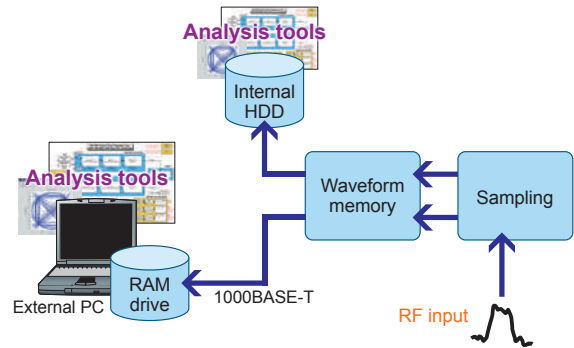 Analysis tools
Internal
HDD
Analysis tools
Waveform
memory
Sampling
RAM
drive
External PC
1000BASE-T
RF input